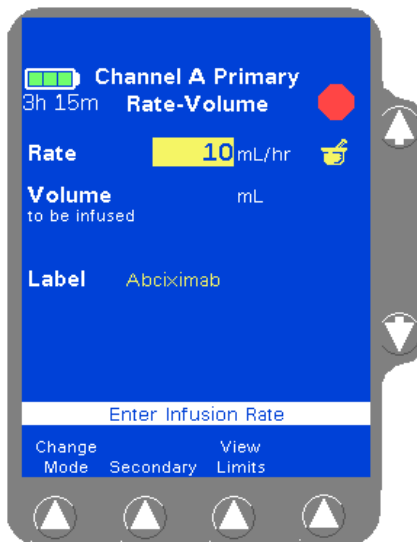 Channel A Primary
3h 15m Rate-Volume
Rate 10 mL/hr
Volume mL
to be infused
Label Abciximab
Enter Infusion Rate
Change View
Mode Secondary Limits